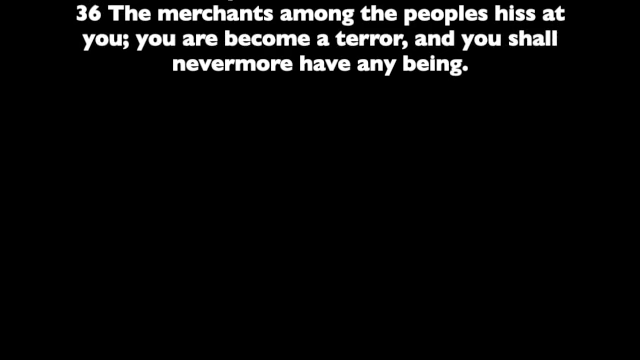 36 The merchants among the peoples hiss at
you; you are become a terror, and you shall
nevermore have any being.